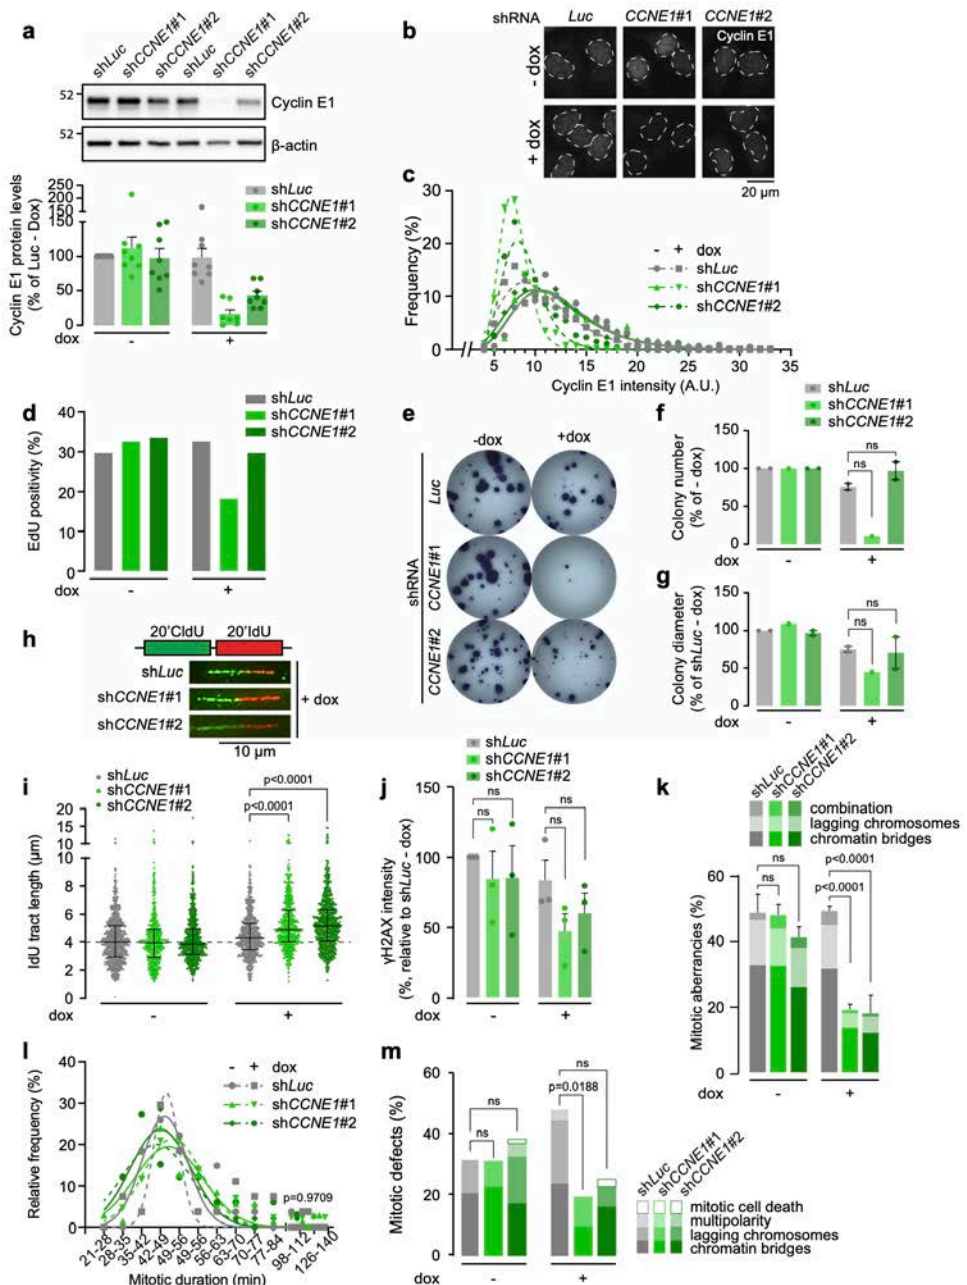 a
shLuc
shCCNE1#1
shCCNE1#2
shLuc
shCCNE1#1
shCCNE1#2
52
Cyclin E1
52
β-actin
Cyclin E1 protein levels
(% of Luc - Dox)
250
200
150
150
100
50
0
shLuc
shCCNE1#1
shCCNE1#2
dox
-
+
b
shRNA
Luc
CCNE1#1
CCNE1#2
Cyclin E1
- dox
+ dox
20 µm
c
Frequency (%)
30
20
10
0
5
10
15
20
25
30
35
Cyclin E1 intensity (A.U.)
- + dox
shLuc
shCCNE1#1
shCCNE1#2
d
EdU positivity (%)
40
30
20
10
0
shLuc
shCCNE1#1
shCCNE1#2
dox
-
+
e
-dox
+dox
shRNA
Luc
CCNE1#1
CCNE1#2
shLuc
shCCNE1#1
shCCNE1#2
f
Colony number
(% of - dox)
150
100
50
0
ns
ns
dox
-
+
g
Colony diameter
(% of shLuc - dox)
150
100
50
0
ns
ns
dox
-
+
h
20'CldU
20'IdU
shLuc
shCCNE1#1
shCCNE1#2
+ dox
10 µm
i
shLuc
shCCNE1#1
shCCNE1#2
IdU tract length (µm)
20
15
10
10
8
6
4
2
0
p<0.0001
p<0.0001
dox
-
+
j
shLuc
shCCNE1#1
shCCNE1#2
γH2AX intensity
(%, relative to shLuc - dox)
150
100
50
0
ns
ns
ns
ns
dox
-
+
k
shLuc
shCCNE1#1
shCCNE1#2
combination
lagging chromosomes
chromatin bridges
Mitotic aberrancies (%)
60
40
20
0
ns
ns
p<0.0001
p<0.0001
dox
-
+
l
Relative frequency (%)
40
30
20
10
0
- + dox
shLuc
shCCNE1#1
shCCNE1#2
p=0.9709
21-28
28-35
35-42
42-49
49-56
49-56
56-63
63-70
70-77
77-84
98-112
126-140
Mitotic duration (min)
m
Mitotic defects (%)
60
40
20
0
ns
ns
ns
p=0.0188
dox
-
+
shLuc
shCCNE1#1
shCCNE1#2
mitotic cell death
multipolarity
lagging chromosomes
chromatin bridges